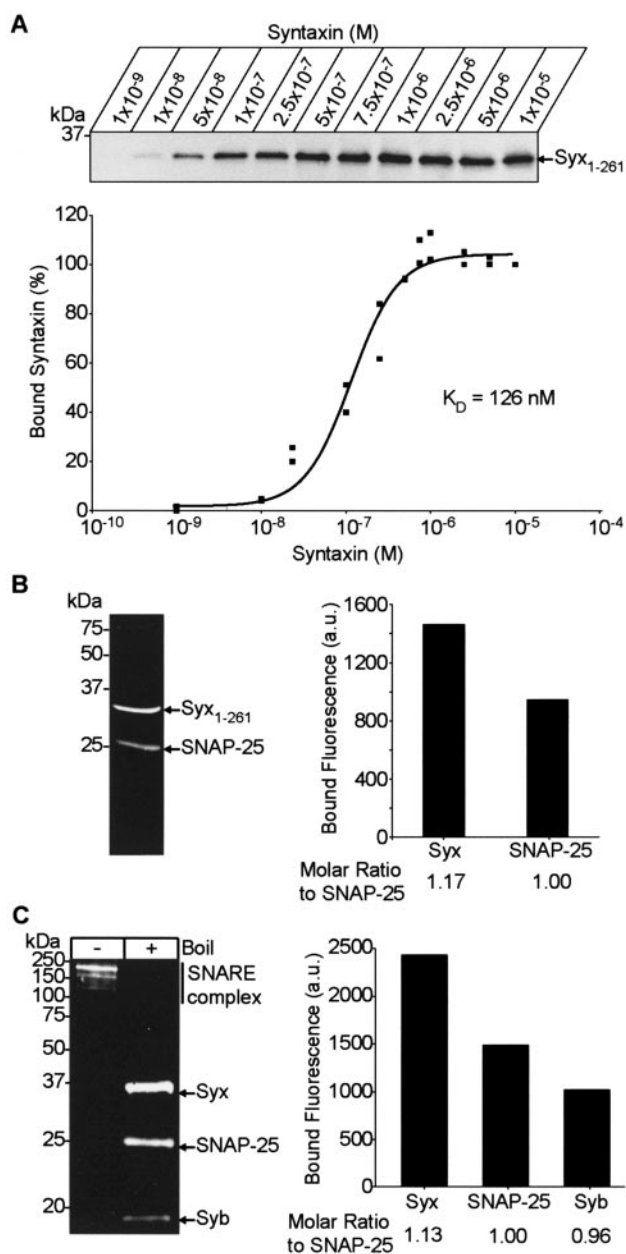 A
Syntaxin (M)
1x10-9 1x10-8 5x10-8 1x10-7 2.5x10-7 5x10-7 7.5x10-7 1x10-6 2.5x10-6 5x10-6 1x10-5
kDa
37
Syx1-261
Bound Syntaxin (%)
120
100
80
60
40
20
0
KD = 126 nM
10-10 10-9 10-8 10-7 10-6 10-5 10-4
Syntaxin (M)
B
kDa
75
50
37
25
Syx1-261
SNAP-25
Bound Fluorescence (a.u.)
1600
1200
800
400
0
Syx SNAP-25
Molar Ratio
to SNAP-25
1.17 1.00
C
kDa
- + Boil
250
150
100
75
50
37
25
20
SNARE
complex
Syx
SNAP-25
Syb
Bound Fluorescence (a.u.)
2500
2000
1500
1000
500
0
Syx SNAP-25 Syb
Molar Ratio
to SNAP-25
1.13 1.00 0.96